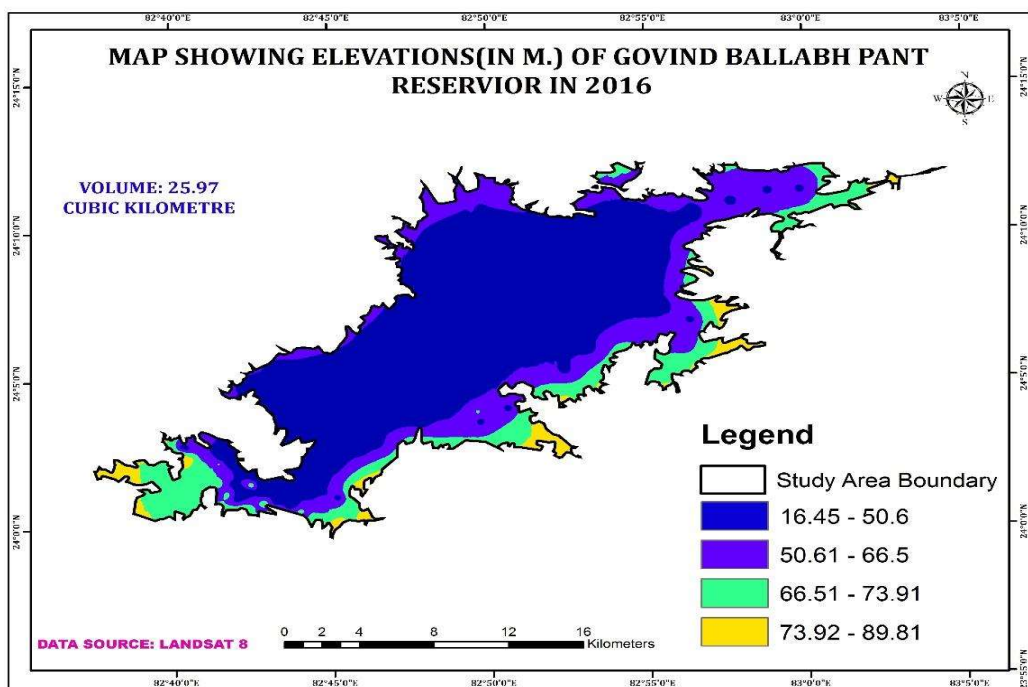 82°40'0"E 82°45'0"E 82°50'0"E 82°55'0"E 83°0'0"E 83°5'0"E
MAP SHOWING ELEVATIONS(IN M.) OF GOVIND BALLABH PANT
RESERVIOR IN 2016
24°15'0"N
24°15'0"N
N
W E
S
VOLUME: 25.97
CUBIC KILOMETRE
24°10'0"N
24°10'0"N
24°5'0"N
24°5'0"N
Legend
Study Area Boundary
16.45 - 50.6
50.61 - 66.5
66.51 - 73.91
73.92 - 89.81
24°0'0"N
24°0'0"N
DATA SOURCE: LANDSAT 8
0 2 4 8 12 16
Kilometers
23°55'0"N
82°40'0"E 82°45'0"E 82°50'0"E 82°55'0"E 83°0'0"E 83°5'0"E